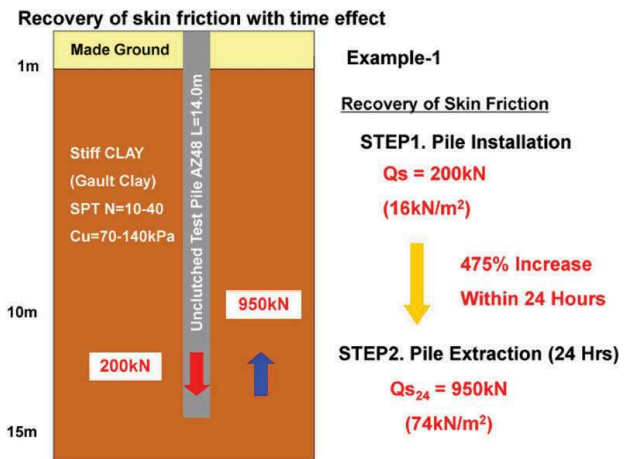 Recovery of skin friction with time effect
Made Ground
1m
Example-1
Recovery of Skin Friction
STEP1. Pile Installation
Qs = 200kN
(16kN/m²)
Stiff CLAY
(Gault Clay)
SPT N=10-40
Cu=70-140kPa
Unclutched Test Pile AZ48 L=14.0m
475% Increase
Within 24 Hours
950kN
10m
200kN
STEP2. Pile Extraction (24 Hrs)
Qs₂₄ = 950kN
(74kN/m²)
15m